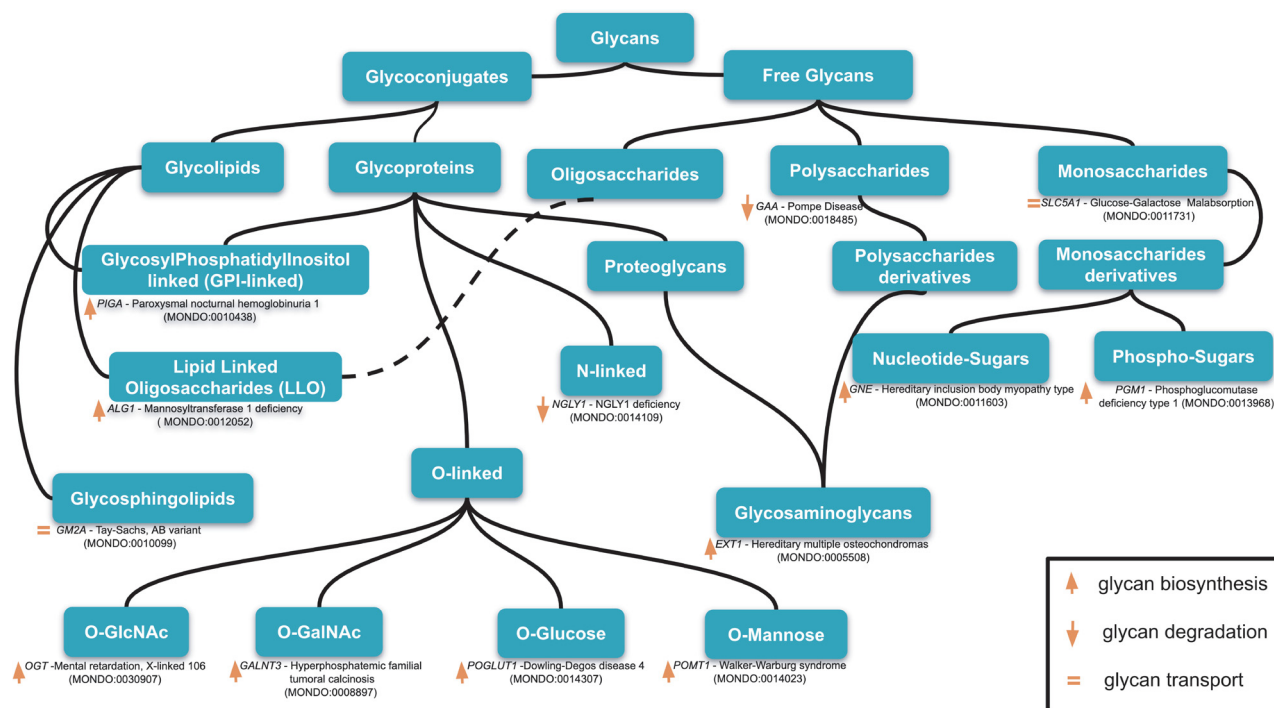 Glycans
Glycoconjugates
Free Glycans
Glycolipids
Glycoproteins
Oligosaccharides
Polysaccharides
Monosaccharides
GAA - Pompe Disease
(MONDO:0018485)
SLC5A1 - Glucose-Galactose Malabsorption
(MONDO:0011731)
GlycosylPhosphatidylInositol
linked (GPI-linked)
PIGA - Paroxysmal nocturnal hemoglobinuria 1
(MONDO:0010438)
Proteoglycans
Polysaccharides
derivatives
Monosaccharides
derivatives
Lipid Linked
Oligosaccharides (LLO)
ALG1 - Mannosyltransferase 1 deficiency
( MONDO:0012052)
N-linked
NGLY1 - NGLY1 deficiency
(MONDO:0014109)
Nucleotide-Sugars
GNE - Hereditary inclusion body myopathy type
(MONDO:0011603)
Phospho-Sugars
PGM1 - Phosphoglucomutase
deficiency type 1 (MONDO:0013968)
O-linked
Glycosphingolipids
GM2A - Tay-Sachs, AB variant
(MONDO:0010099)
Glycosaminoglycans
EXT1 - Hereditary multiple osteochondromas
(MONDO:0005508)
O-GlcNAc
OGT -Mental retardation, X-linked 106
(MONDO:0030907)
O-GalNAc
GALNT3 - Hyperphosphatemic familial
tumoral calcinosis
(MONDO:0008897)
O-Glucose
POGLUT1 -Dowling-Degos disease 4
(MONDO:0014307)
O-Mannose
POMT1 - Walker-Warburg syndrome
(MONDO:0014023)
glycan biosynthesis
glycan degradation
= glycan transport